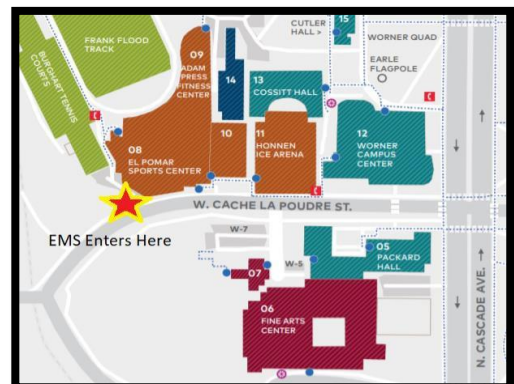 FRANK FLOOD
TRACK
BURGHART TENNIS
COURTS
09
ADAM
PRESS
FITNESS
CENTER
14
CUTLER
HALL >
15
WORNER QUAD
EARLE
FLAGPOLE
13
COSSITT HALL
08
EL POMAR
SPORTS CENTER
10
11
HONNEN
ICE ARENA
12
WORNER
CAMPUS
CENTER
W. CACHE LA POUDRE ST.
EMS Enters Here
W-7
07
W-5
05
PACKARD
HALL
06
FINE ARTS
CENTER
N. CASCADE AVE.